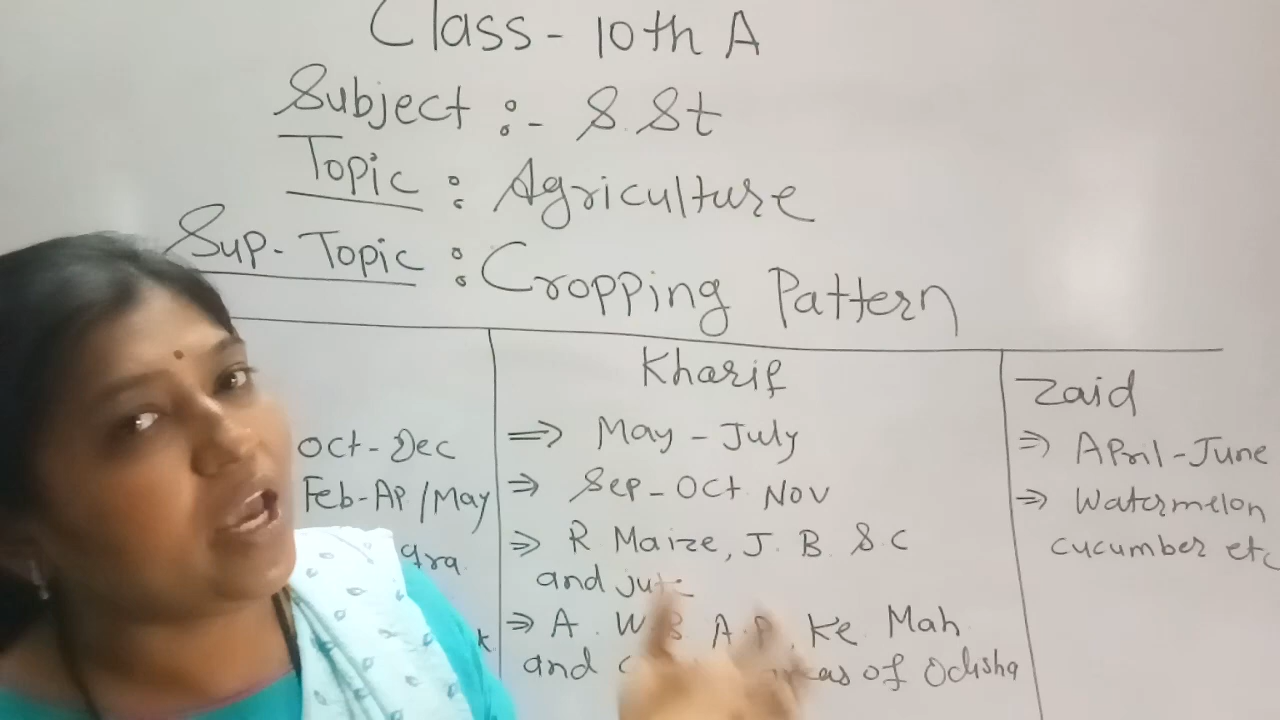 Class - 10th A
Subject :- S. St
Topic : Agriculture
Sup-Topic : Cropping Pattern
Oct-Dec
Feb-Ap/May
Kharif
⇒ May - July
⇒ Sep-Oct Nov
⇒ R Maize, J. B. S. C
and jute
⇒ A. W B A.P. Ke Mah
and of Odisha
Zaid
⇒ April-June
⇒ Watermelon
cucumber etc